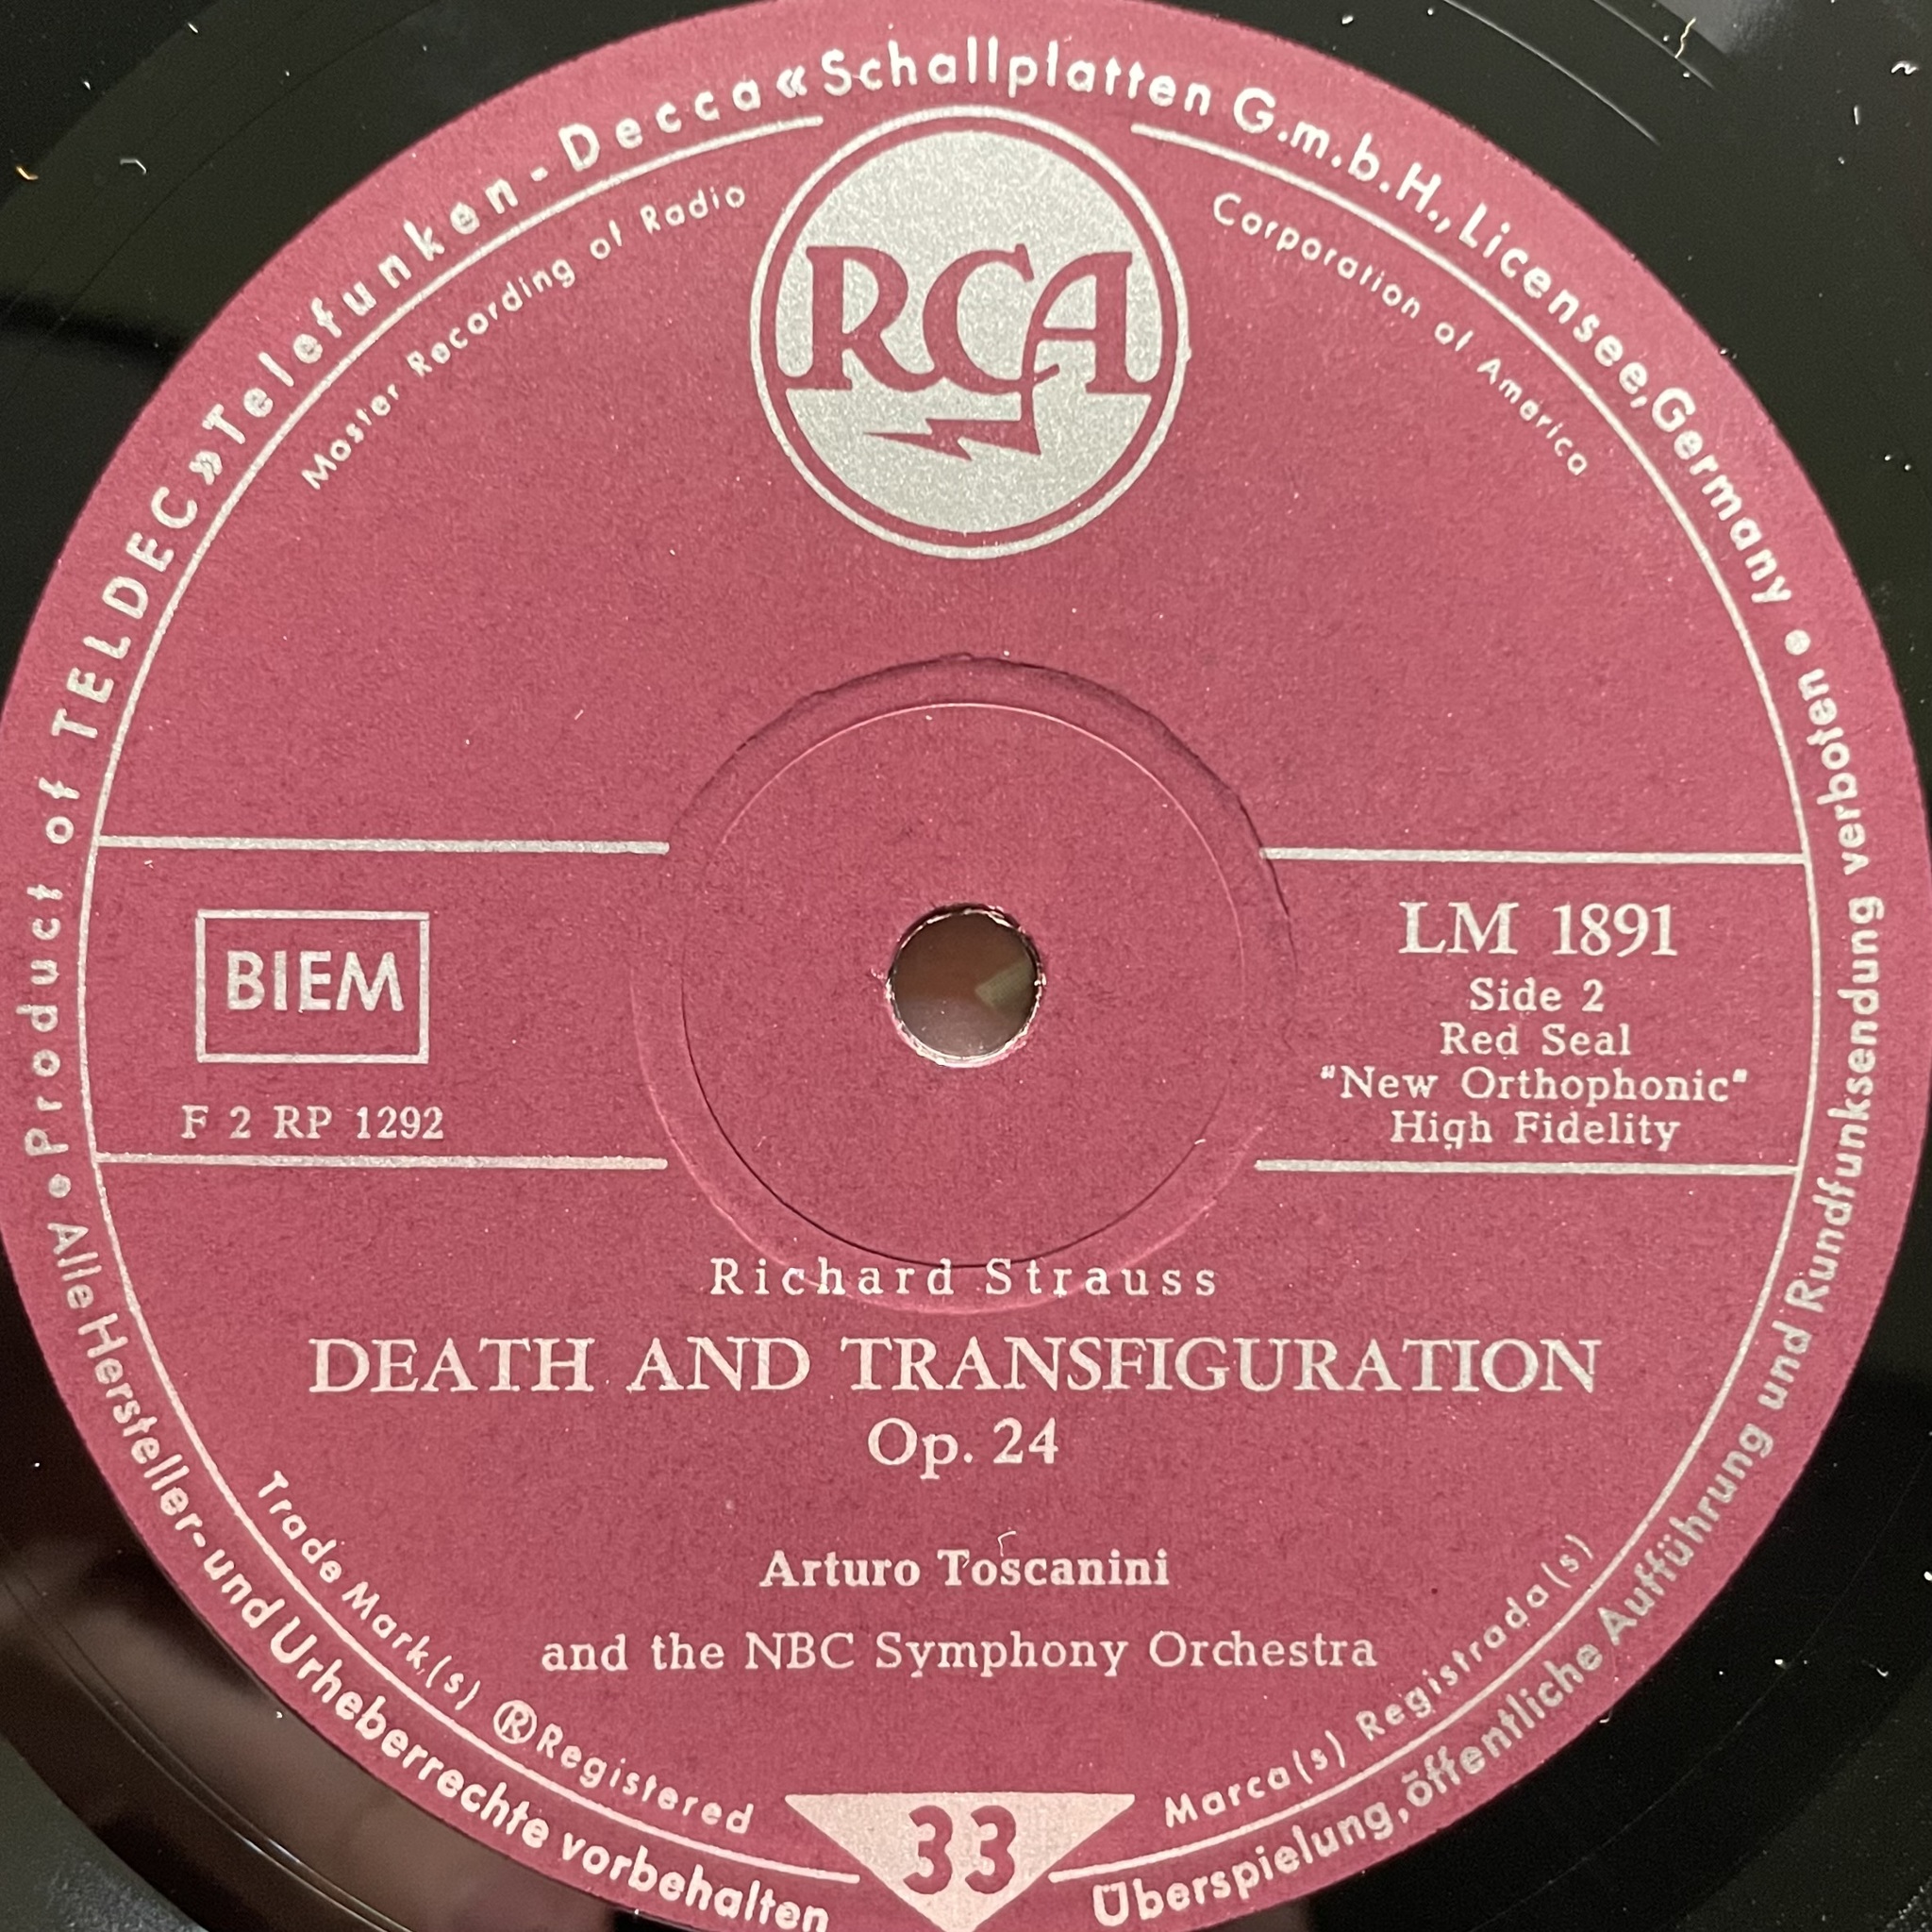 Product of TELDEC »Telefunken-Decca« Schallplatten G.m.b.H., Licensee, Germany •
Master Recording of Radio Corporation of America
RCA
BIEM
F 2 RP 1292
LM 1891
Side 2
Red Seal
"New Orthophonic"
High Fidelity
Richard Strauss
DEATH AND TRANSFIGURATION
Op. 24
Arturo Toscanini
and the NBC Symphony Orchestra
Trade Mark(s) ® Registered
Marca(s) Registrada(s)
33
• Alle Hersteller- und Urheberrechte vorbehalten
Überspielung, öffentliche Aufführung und Rundfunksendung verboten